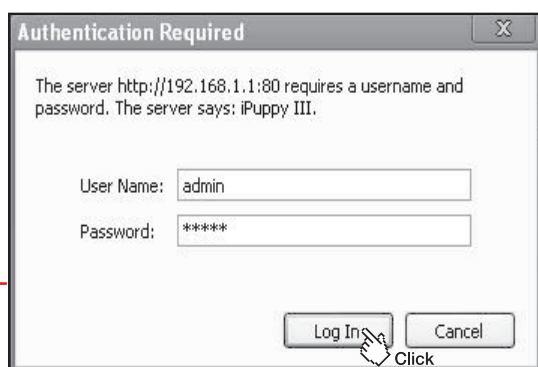 Authentication Required
X
The server http://192.168.1.1:80 requires a username and
password. The server says: iPuppy III.
User Name: admin
Password: *****
Log In Cancel
Click